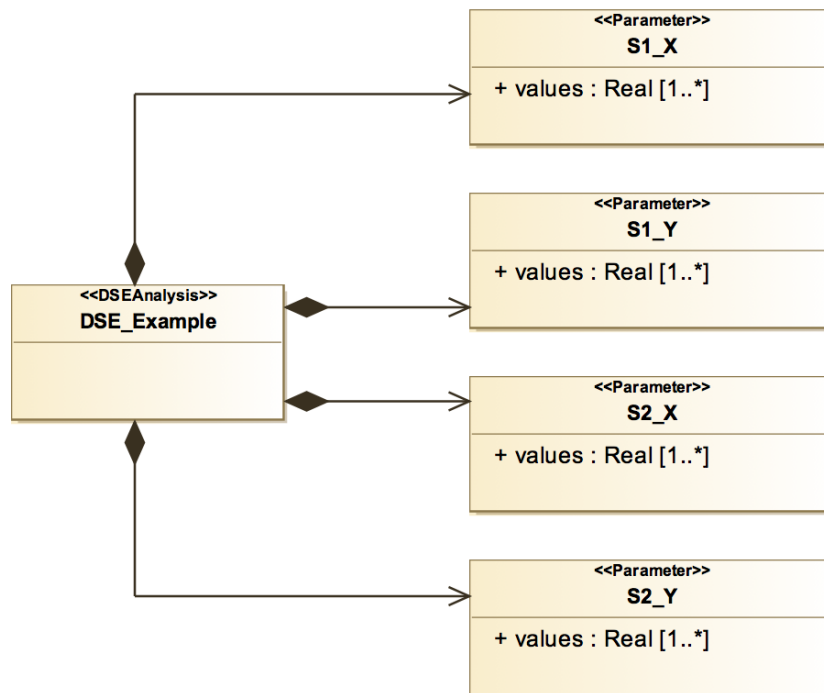 <<Parameter>>
S1_X
+ values : Real [1..*]
<<Parameter>>
S1_Y
+ values : Real [1..*]
<<DSEAnalysis>>
DSE_Example
<<Parameter>>
S2_X
+ values : Real [1..*]
<<Parameter>>
S2_Y
+ values : Real [1..*]